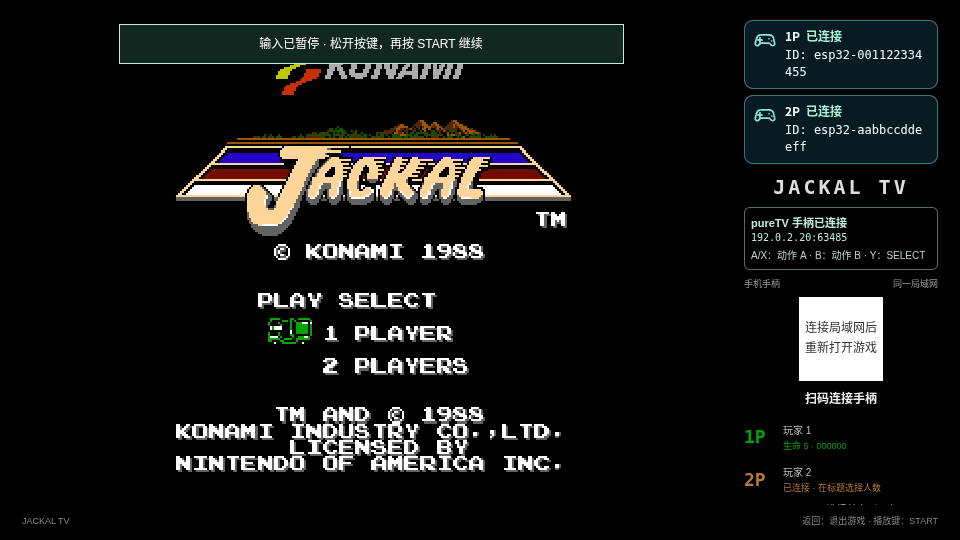 输入已暂停 · 松开按键，再按 START 继续
KONAMI
JACKAL
TM
© KONAMI 1988
PLAY SELECT
1 PLAYER
2 PLAYERS
TM AND © 1988
KONAMI INDUSTRY CO.,LTD.
LICENSED BY
NINTENDO OF AMERICA INC.
JACKAL TV
1P 已连接
ID: esp32-001122334
455
2P 已连接
ID: esp32-aabbccdde
eff
JACKAL TV
pureTV 手柄已连接
192.0.2.20:63485
A/X：动作 A · B：动作 B · Y：SELECT
手机手柄 同一局域网
连接局域网后
重新打开游戏
扫码连接手柄
1P 玩家 1
生命 5 · 000000
2P 玩家 2
已连接 · 在标题选择人数
返回：退出游戏 · 播放键：START